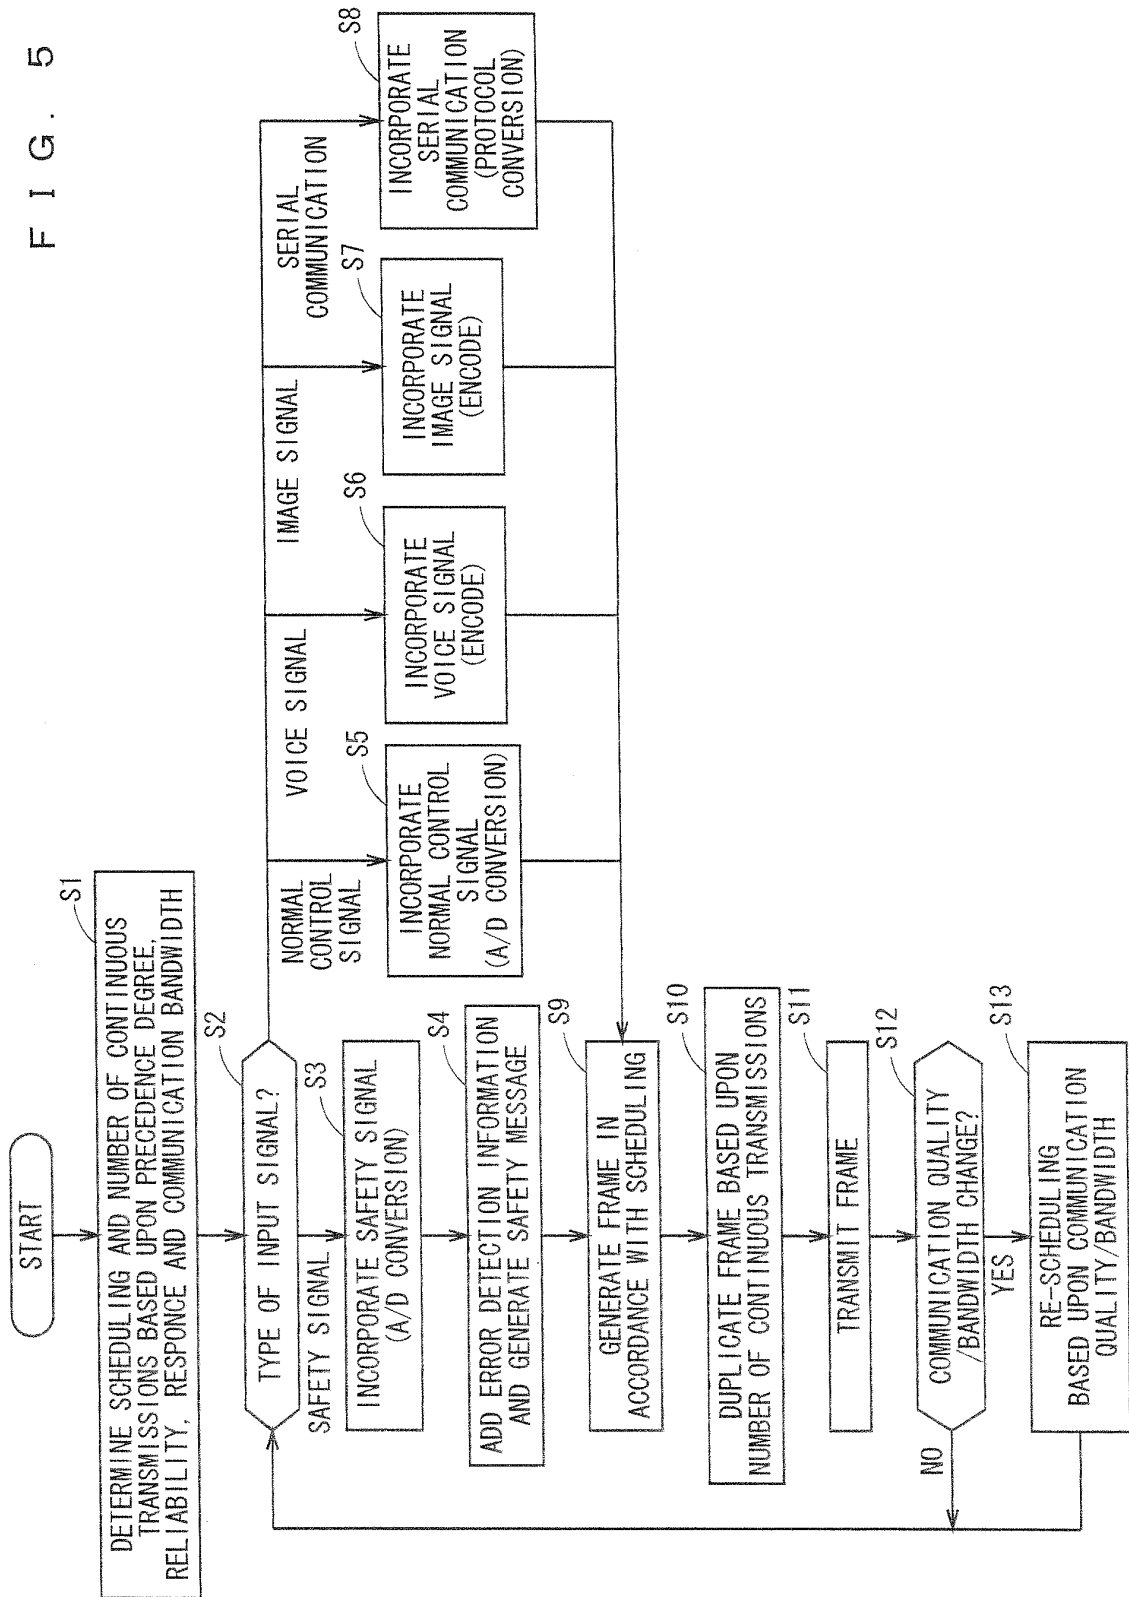 FIG. 5
START
S1
DETERMINE SCHEDULING AND NUMBER OF CONTINUOUS
TRANSMISSIONS BASED UPON PRECEDENCE DEGREE,
RELIABILITY, RESPONCE AND COMMUNICATION BANDWIDTH
S2
TYPE OF INPUT SIGNAL?
SAFETY SIGNAL
NORMAL
CONTROL
SIGNAL
VOICE SIGNAL
IMAGE SIGNAL
SERIAL
COMMUNICATION
S3
INCORPORATE SAFETY SIGNAL
(A/D CONVERSION)
S4
ADD ERROR DETECTION INFORMATION
AND GENERATE SAFETY MESSAGE
S5
INCORPORATE
NORMAL CONTROL
SIGNAL
(A/D CONVERSION)
S6
INCORPORATE
VOICE SIGNAL
(ENCODE)
S7
INCORPORATE
IMAGE SIGNAL
(ENCODE)
S8
INCORPORATE
SERIAL
COMMUNICATION
(PROTOCOL
CONVERSION)
S9
GENERATE FRAME IN
ACCORDANCE WITH SCHEDULING
S10
DUPLICATE FRAME BASED UPON
NUMBER OF CONTINUOUS TRANSMISSIONS
S11
TRANSMIT FRAME
S12
COMMUNICATION QUALITY
/BANDWIDTH CHANGE?
NO
YES
S13
RE-SCHEDULING
BASED UPON COMMUNICATION
QUALITY/BANDWIDTH